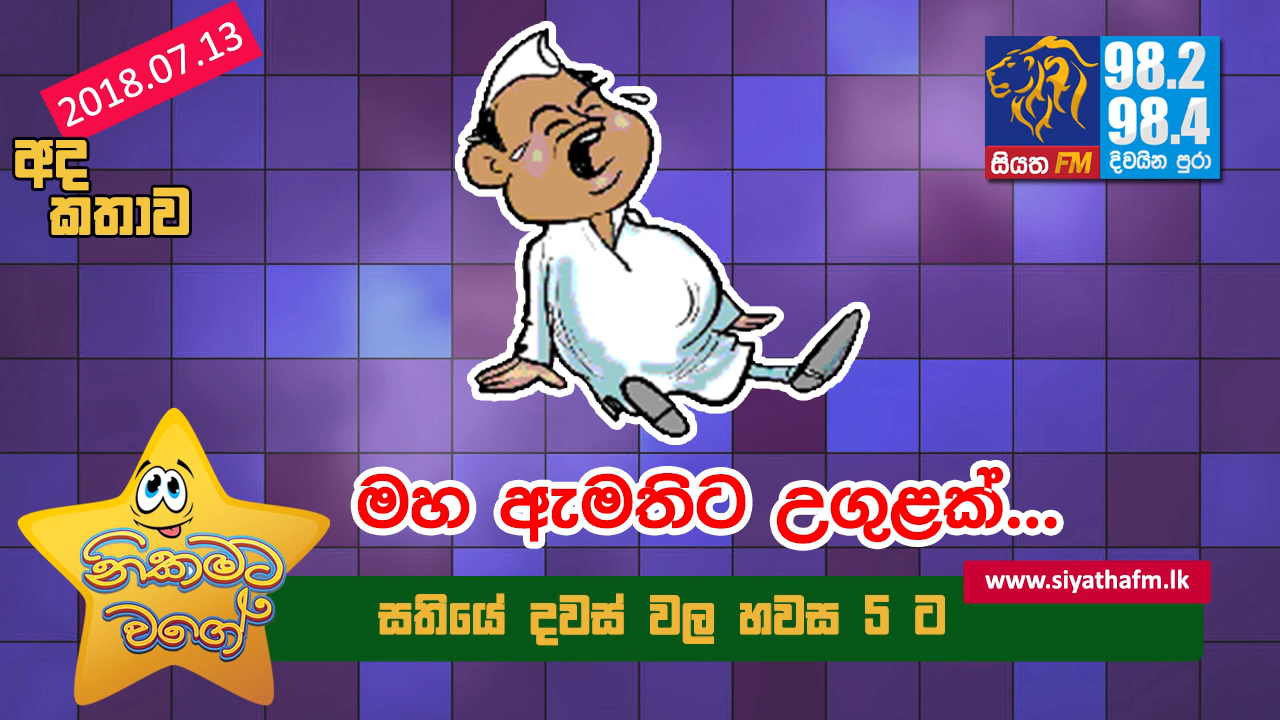 2018.07.13
අද
කතාව
98.2
98.4
සියත FM
දිවයින පුරා
මහ ඇමතිට උගුළක්...
නිකමට
වගේ
www.siyathafm.lk
සතියේ දවස් වල හවස 5 ට